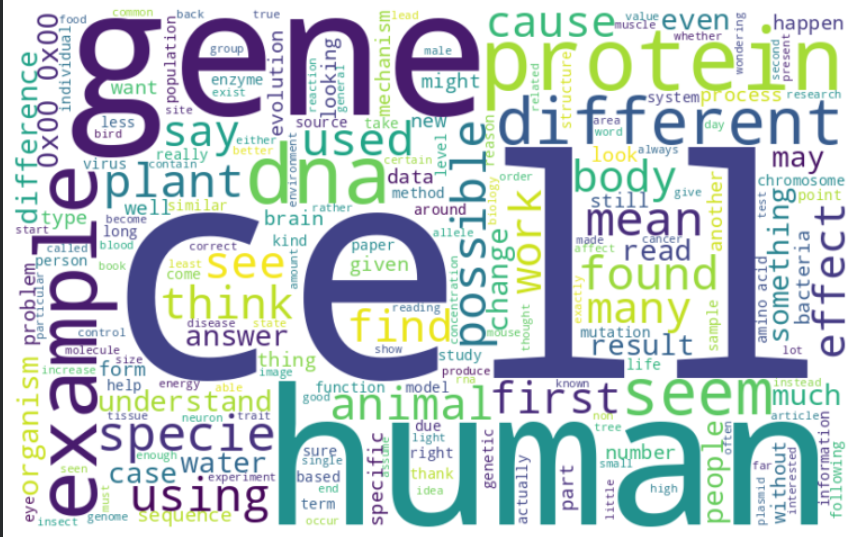 food
common
back
true
cause
value
even
muscle
whether
wondering
happen
gene
group
male
lead
protein
individual
population
enzyme
exist
evolution
reaction
general
looking
mechanism
might
related
structure
second
present
0x00 0x00
want
site
less
bird
say
source
take
new
used
level
possible
reason
different
system
process
research
area
word
day
difference
virus
contain
really
either
better
environment
certain
data
method
dna
plant
look
always
may
body
chromosome
order
biology
still
give
point
type
well
similar
start
become
long
brain
rather
around
allele
mean
another
test
called
person
blood
book
correct
kind
paper
amount
given
change
work
made
cancer
read
affect
something
bacteria
effect
example
cell
least
come
see
think
concentration
found
exactly
many
sample
amino acid
problem
particular
control
disease
state
answer
reading
find
show
mouse
thought
mutation
result
molecule
size
increase
form
help
energy
able
thing
image
study
produce
rna
life
lot
organism
understand
function
model
good
animal
first
known
seem
instead
much
tissue
neuron
trait
specie
article
non
tree
people
often
human
seen
enough
case
water
experiment
sure
single
based
end
term
specific
assume
due
light
right
thank
idea
genetic
actually
part
number
small
little
high
far
interested
plasmid
without
information
following
eye
must
using
insect
genome
sequence
occur